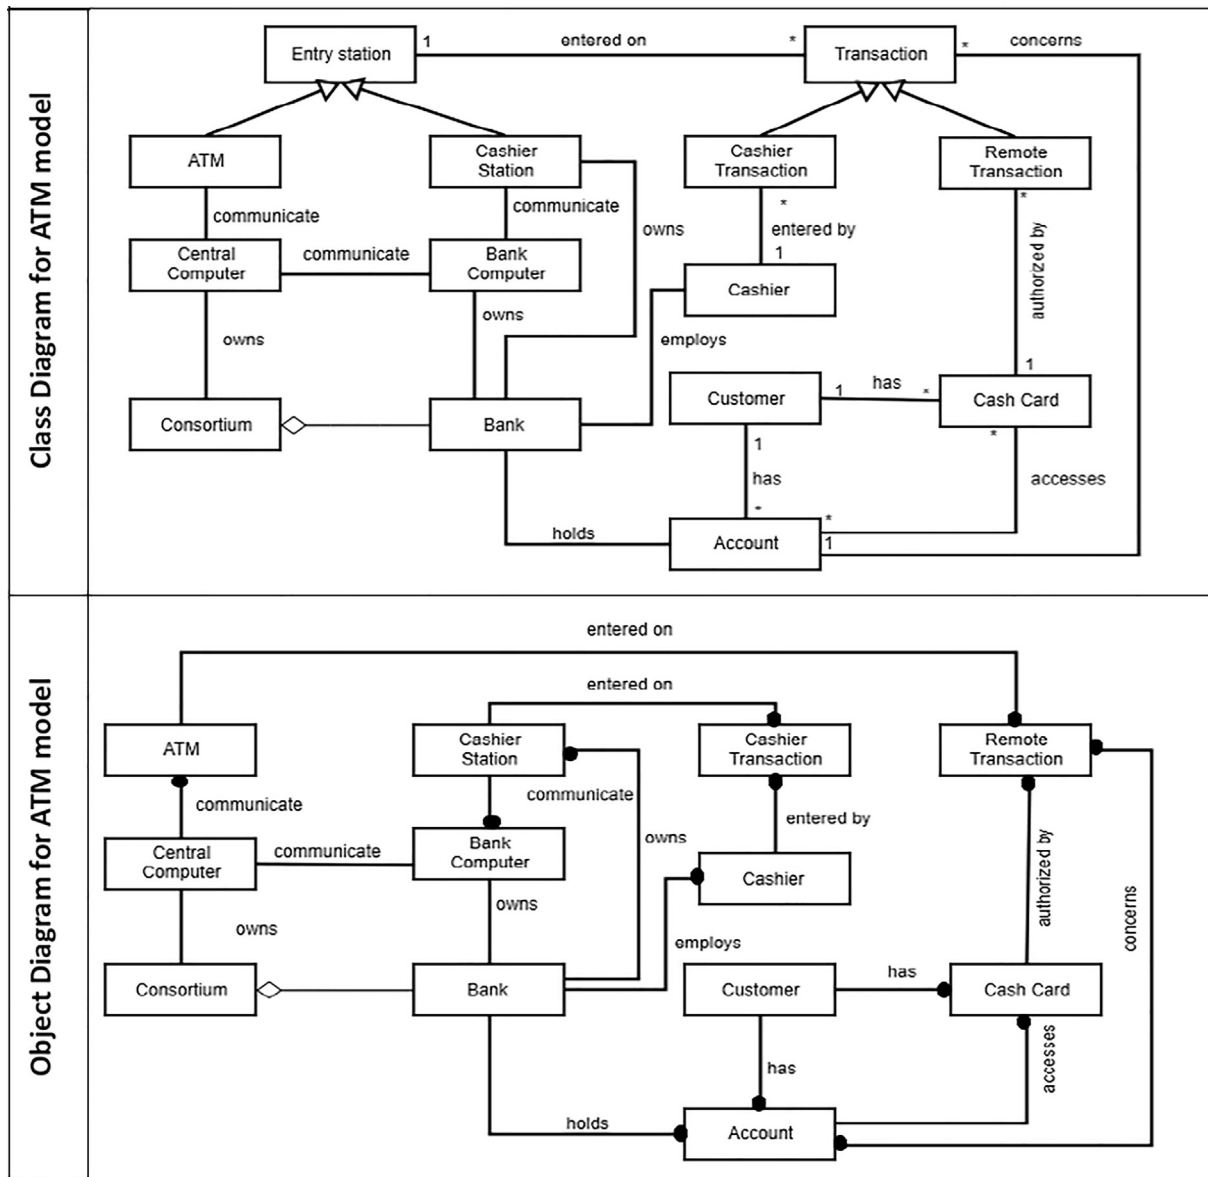 Class Diagram for ATM model
Entry station
1
entered on
*
Transaction
*
concerns
ATM
Cashier
Station
Cashier
Transaction
Remote
Transaction
communicate
communicate
owns
*
entered by
1
*
authorized by
1
Central
Computer
communicate
Bank
Computer
Cashier
owns
owns
employs
Customer
1
has
*
Cash Card
*
Consortium
Bank
1
has
*
accesses
holds
Account
*
1
Object Diagram for ATM model
entered on
entered on
ATM
Cashier
Station
Cashier
Transaction
Remote
Transaction
communicate
communicate
owns
entered by
authorized by
concerns
Central
Computer
communicate
Bank
Computer
Cashier
owns
owns
employs
Consortium
Bank
Customer
has
Cash Card
has
accesses
holds
Account